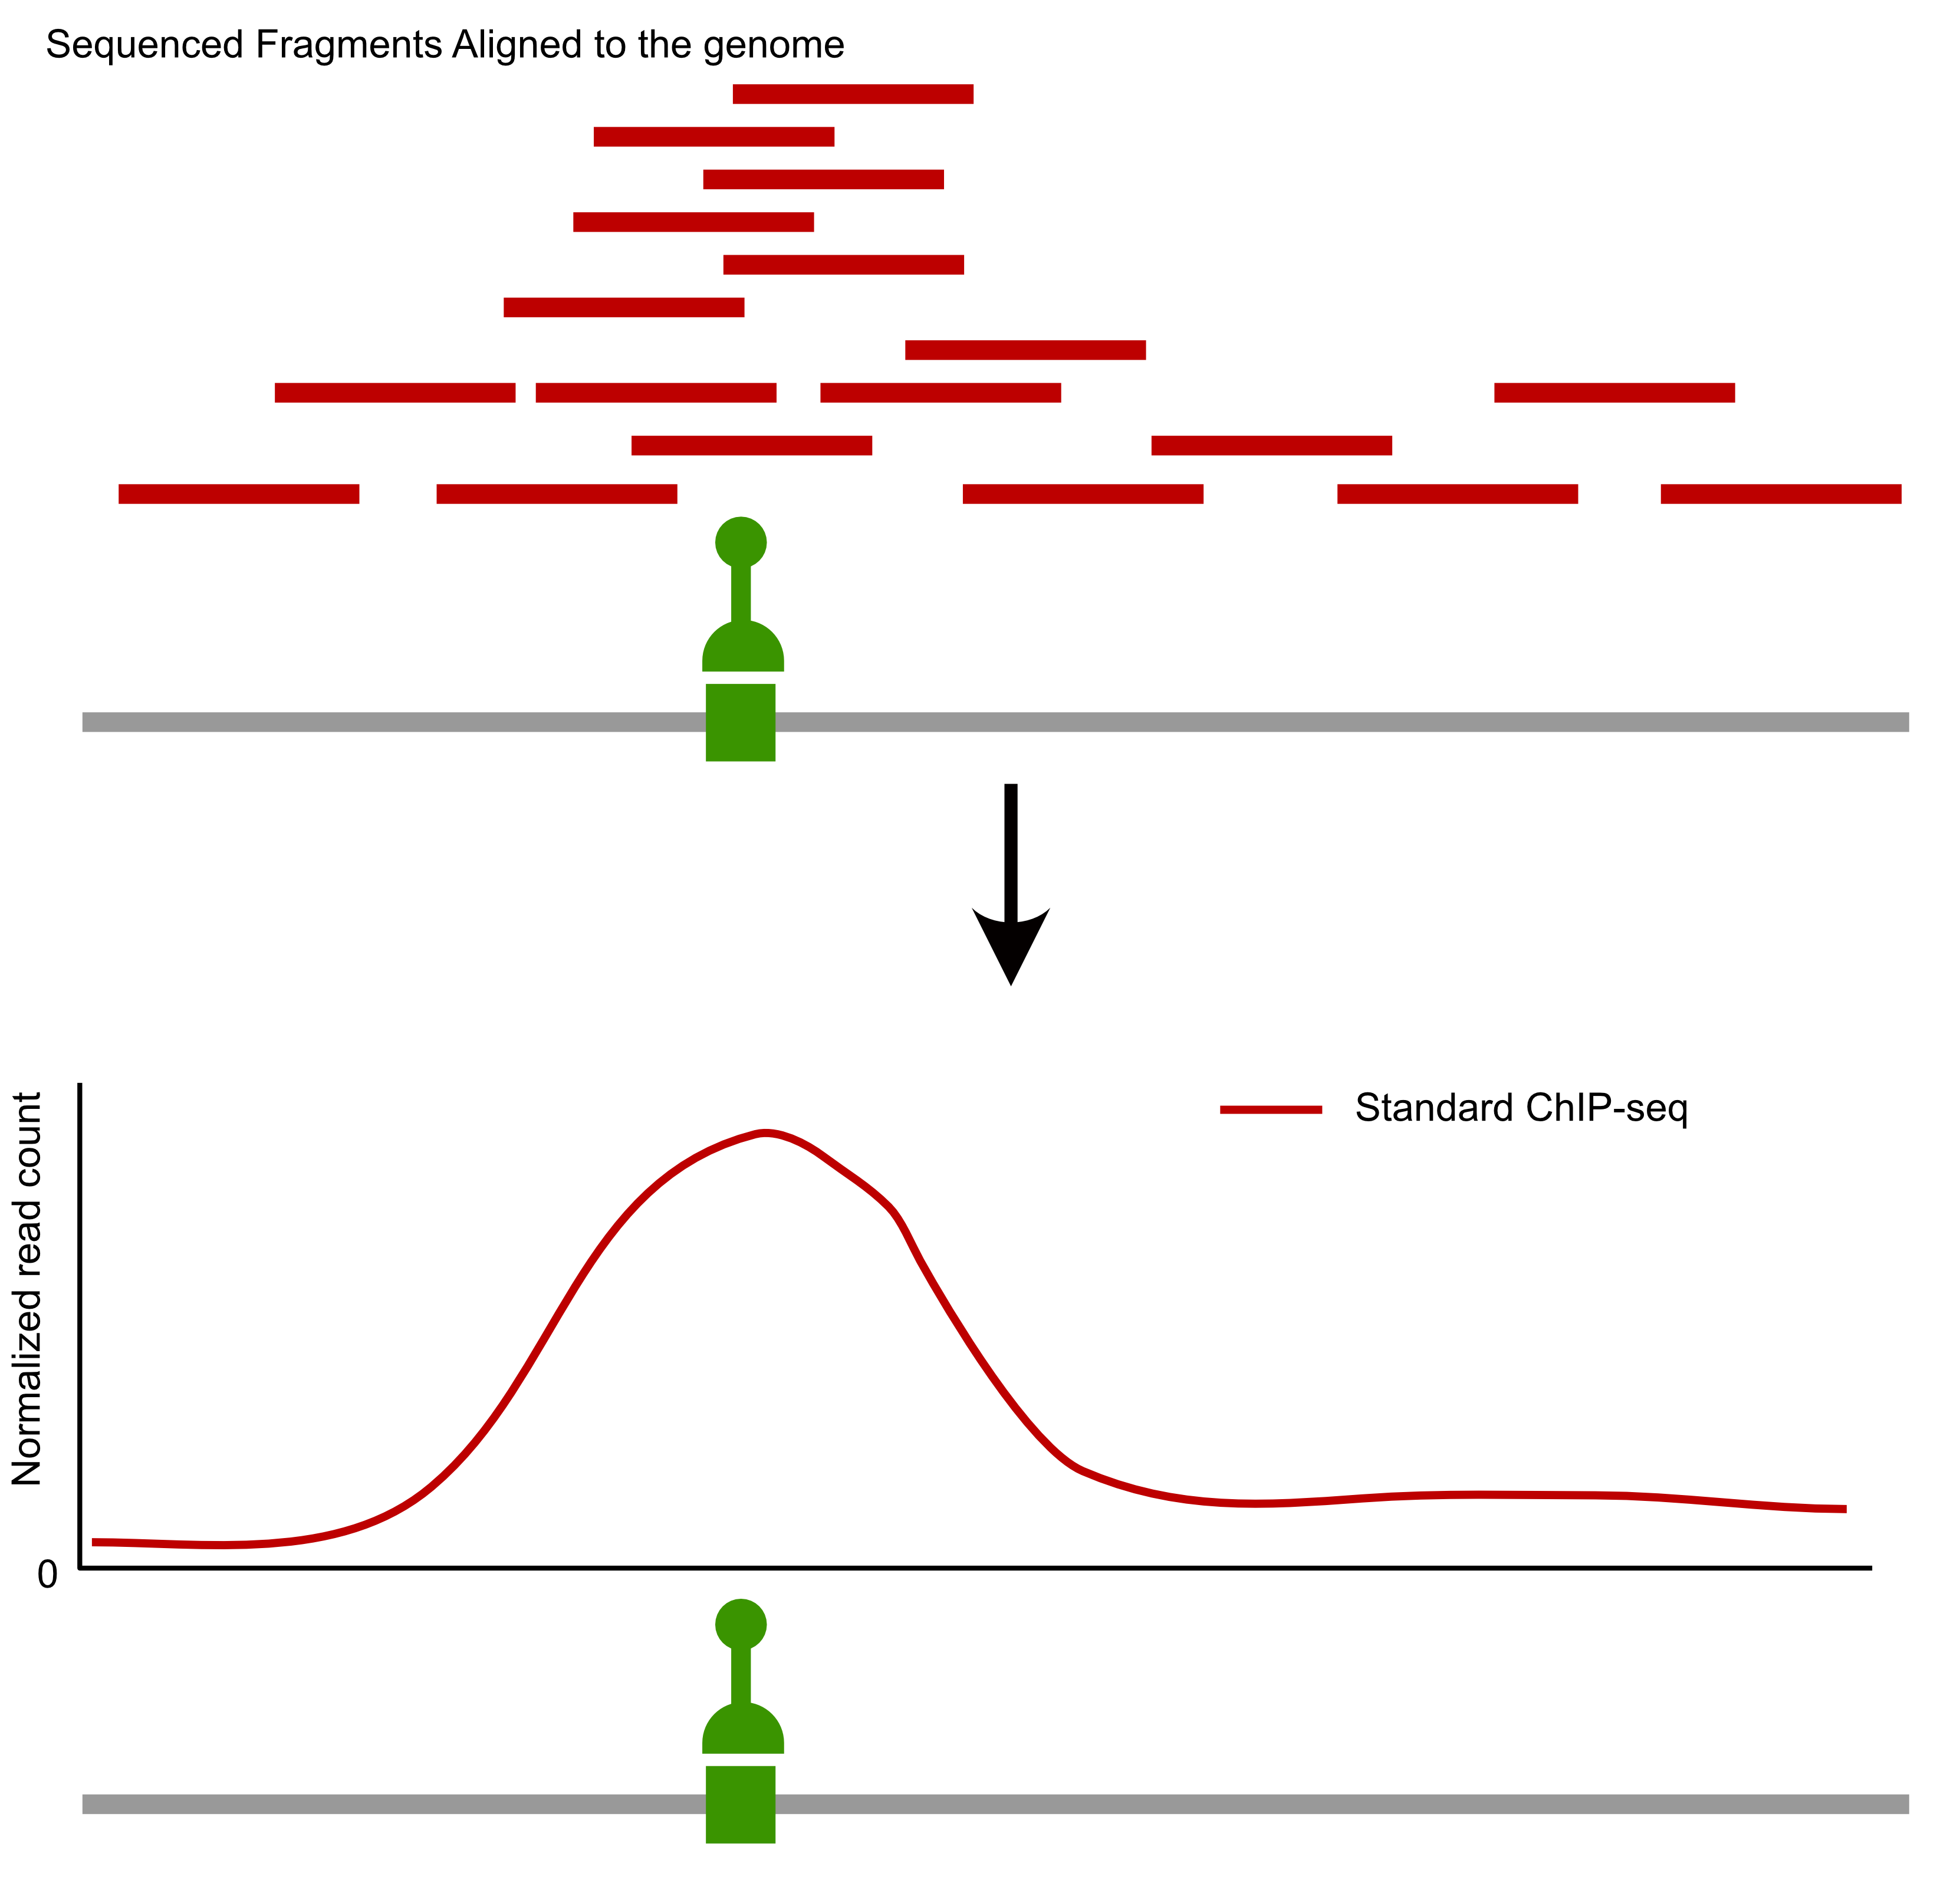 Sequenced Fragments Aligned to the genome
Standard ChIP-seq
Normalized read count
0